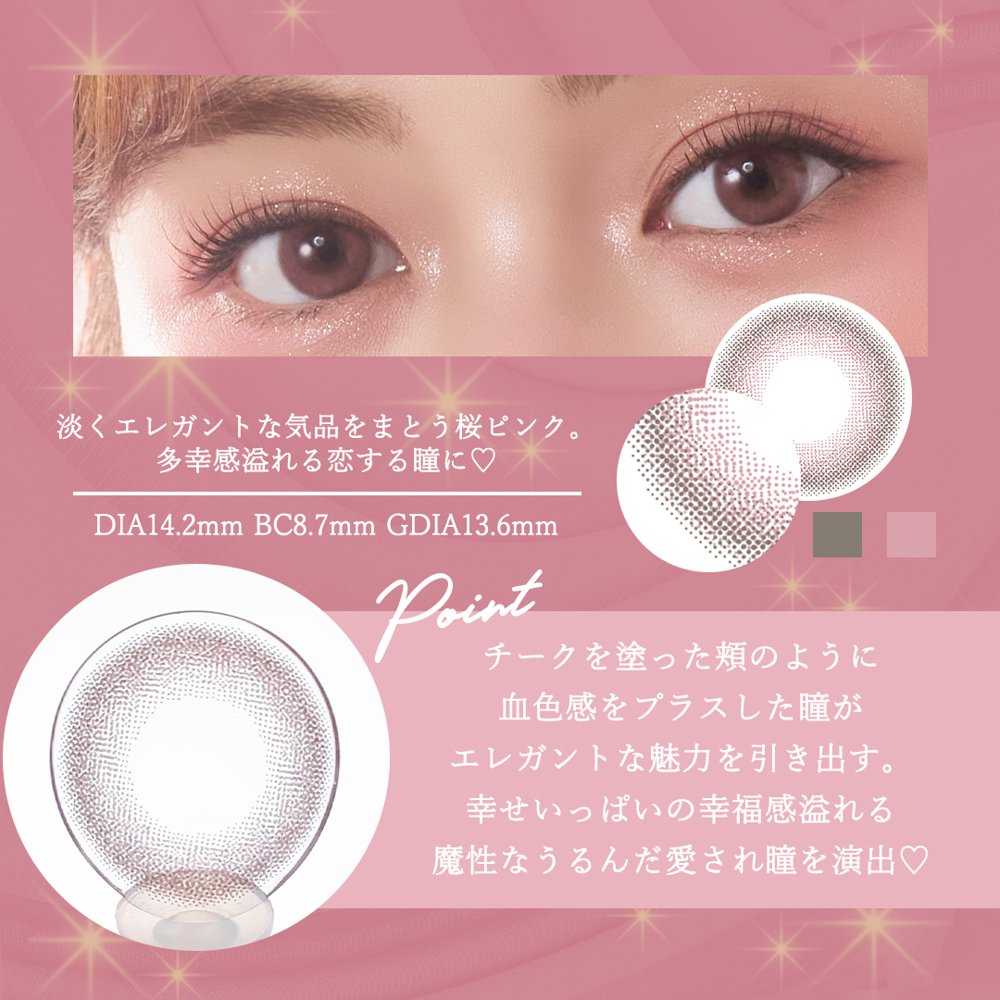 淡くエレガントな気品をまとう桜ピンク。
多幸感溢れる恋する瞳に♡
DIA14.2mm BC8.7mm GDIA13.6mm
Point
チークを塗った頬のように
血色感をプラスした瞳が
エレガントな魅力を引き出す。
幸せいっぱいの幸福感溢れる
魔性なうるんだ愛され瞳を演出♡